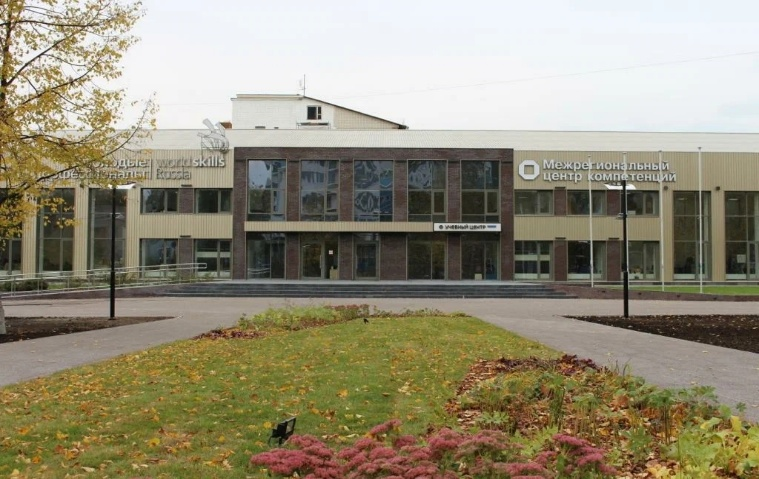 worldskills
Russia
Межрегиональный
центр компетенций
УЧЕБНЫЙ ЦЕНТР